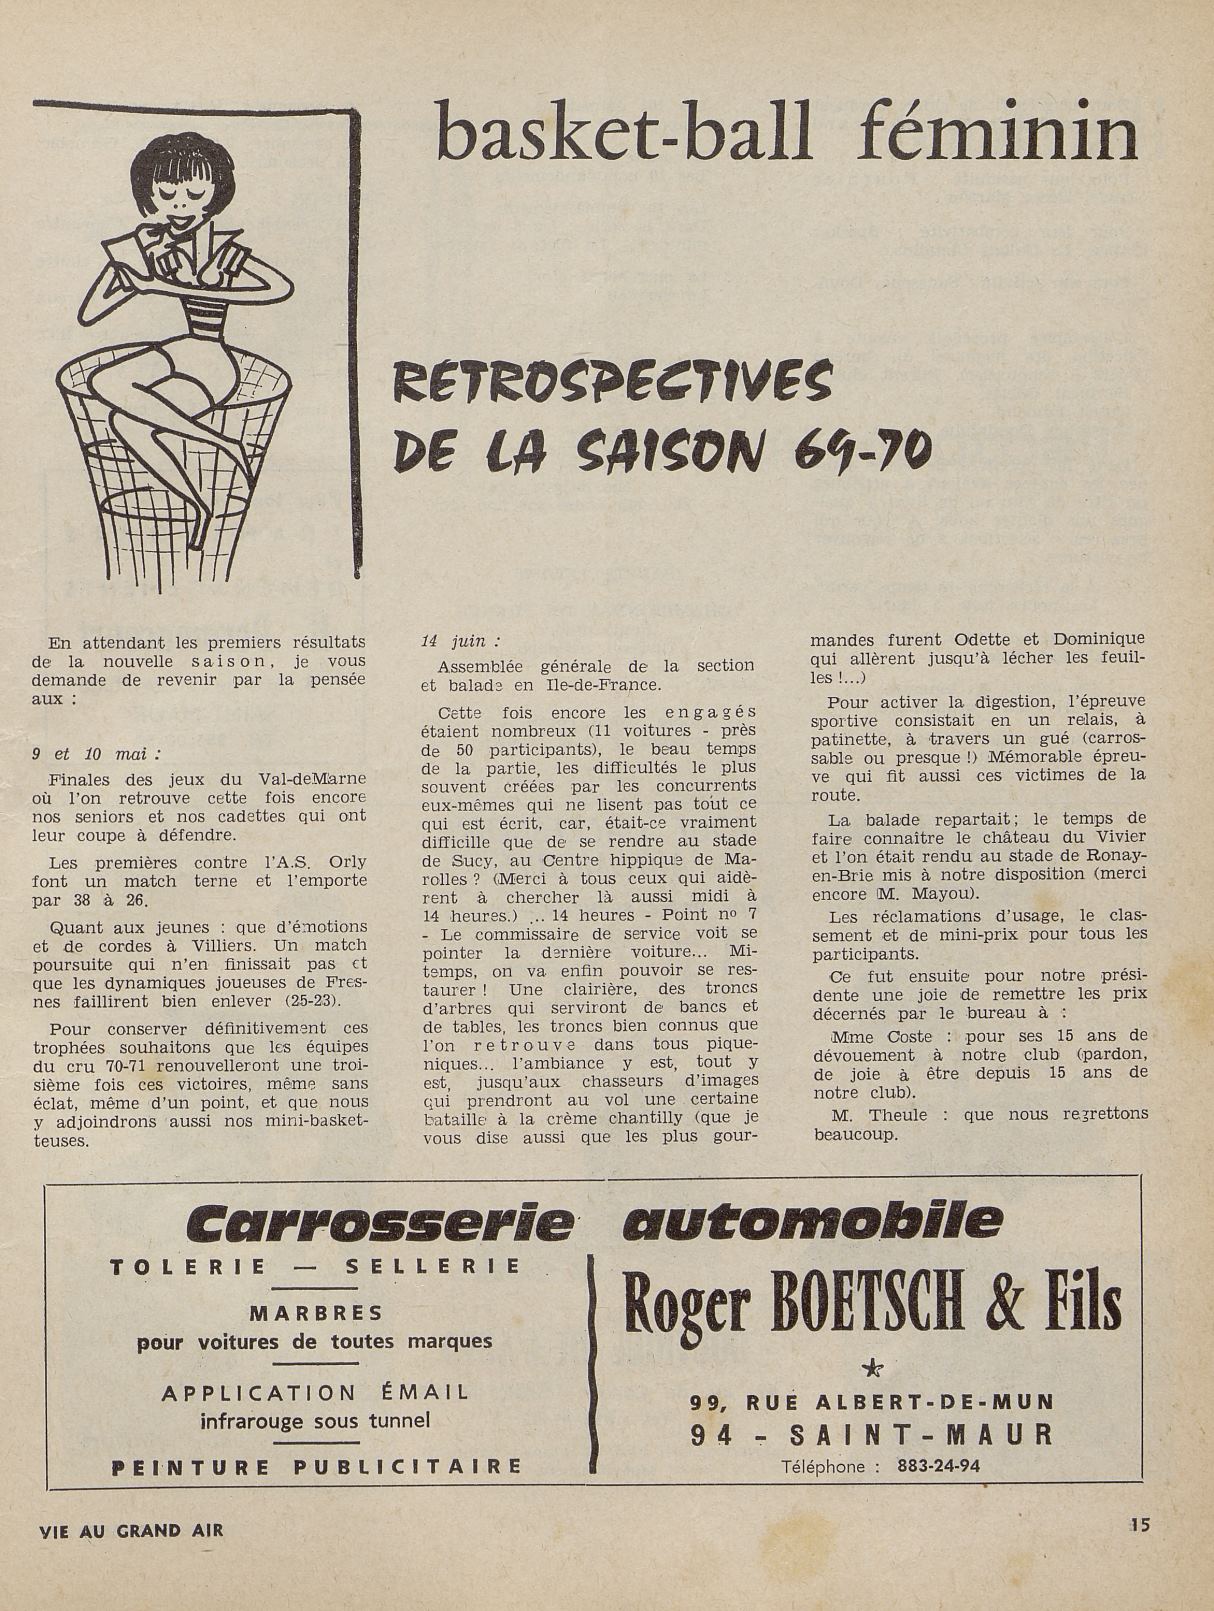 basket-ball féminin
RÉTROSPECTIVES
DE LA SAISON 69-70
En attendant les premiers résultats
de la nouvelle saison, je vous
demande de revenir par la pensée
aux :
9 et 10 mai :
Finales des jeux du Val-deMarne
où l'on retrouve cette fois encore
nos seniors et nos cadettes qui ont
leur coupe à défendre.
Les premières contre l'A.S. Orly
font un match terne et l'emporte
par 38 à 26.
Quant aux jeunes : que d'émotions
et de cordes à Villiers. Un match
poursuite qui n'en finissait pas et
que les dynamiques joueuses de Fres-
nes faillirent bien enlever (25-23).
Pour conserver définitivement ces
trophées souhaitons que les équipes
du cru 70-71 renouvelleront une troi-
sième fois ces victoires, même sans
éclat, même d'un point, et que nous
y adjoindrons aussi nos mini-basket-
teuses.
14 juin :
Assemblée générale de la section
et balade en Ile-de-France.
Cette fois encore les engagés
étaient nombreux (11 voitures - près
de 50 participants), le beau temps
de la partie, les difficultés le plus
souvent créées par les concurrents
eux-mêmes qui ne lisent pas tout ce
qui est écrit, car, était-ce vraiment
difficille que de se rendre au stade
de Sucy, au Centre hippique de Ma-
rolles ? (Merci à tous ceux qui aidè-
rent à chercher là aussi midi à
14 heures.) ... 14 heures - Point n° 7
- Le commissaire de service voit se
pointer la dernière voiture... Mi-
temps, on va enfin pouvoir se res-
taurer ! Une clairière, des troncs
d'arbres qui serviront de bancs et
de tables, les troncs bien connus que
l'on retrouve dans tous pique-
niques... l'ambiance y est, tout y
est, jusqu'aux chasseurs d'images
qui prendront au vol une certaine
bataille à la crème chantilly (que je
vous dise aussi que les plus gour-
mandes furent Odette et Dominique
qui allèrent jusqu'à lécher les feuil-
les !...)
Pour activer la digestion, l'épreuve
sportive consistait en un relais, à
patinette, à travers un gué (carros-
sable ou presque !) Mémorable épreu-
ve qui fit aussi ces victimes de la
route.
La balade repartait ; le temps de
faire connaître le château du Vivier
et l'on était rendu au stade de Ronay-
en-Brie mis à notre disposition (merci
encore M. Mayou).
Les réclamations d'usage, le clas-
sement et de mini-prix pour tous les
participants.
Ce fut ensuite pour notre prési-
dente une joie de remettre les prix
décernés par le bureau à :
Mme Coste : pour ses 15 ans de
dévouement à notre club (pardon,
de joie à être depuis 15 ans de
notre club).
M. Theule : que nous regrettons
beaucoup.
Carrosserie automobile
TOLERIE — SELLERIE
MARBRES
pour voitures de toutes marques
APPLICATION ÉMAIL
infrarouge sous tunnel
PEINTURE PUBLICITAIRE
Roger BOETSCH & Fils
99, RUE ALBERT-DE-MUN
94 - SAINT-MAUR
Téléphone : 883-24-94
VIE AU GRAND AIR
15